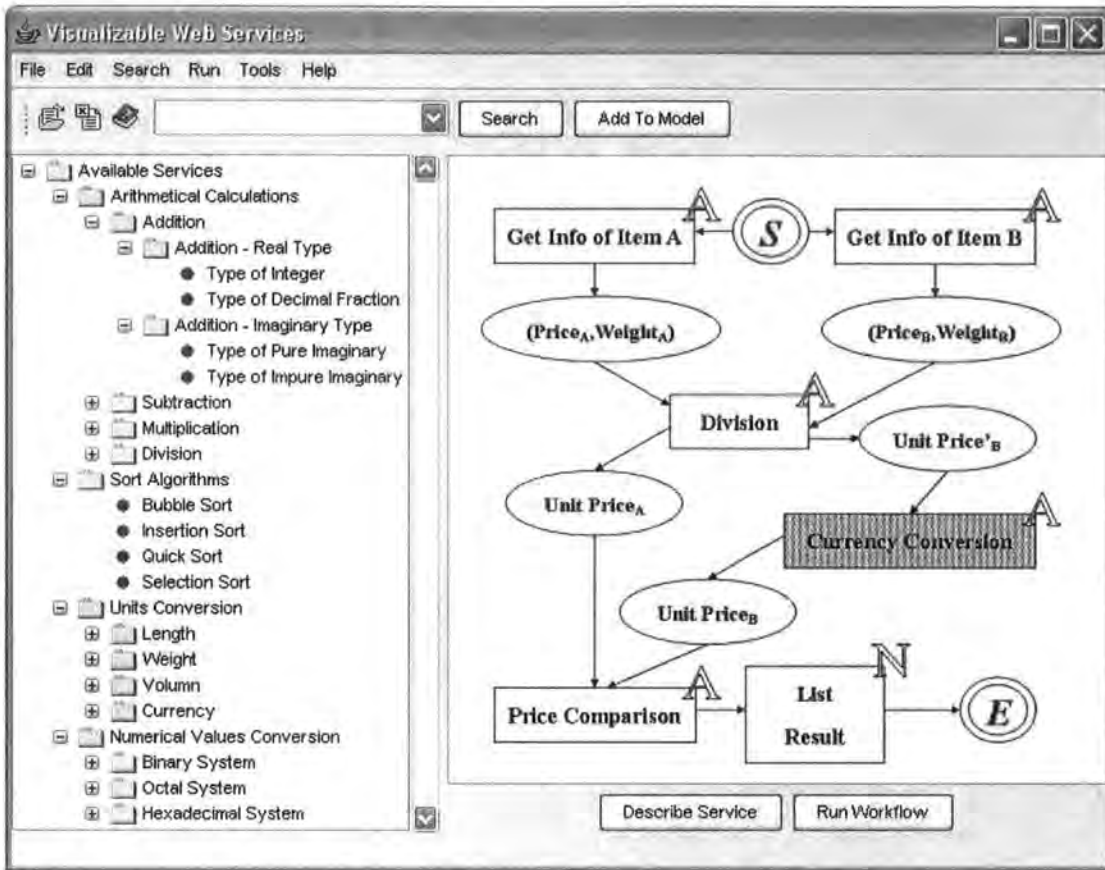 Visualizable Web Services
File Edit Search Run Tools Help
Search Add To Model
Available Services
Arithmetical Calculations
Addition
Addition - Real Type
Type of Integer
Type of Decimal Fraction
Addition - Imaginary Type
Type of Pure Imaginary
Type of Impure Imaginary
Subtraction
Multiplication
Division
Sort Algorithms
Bubble Sort
Insertion Sort
Quick Sort
Selection Sort
Units Conversion
Length
Weight
Volumn
Currency
Numerical Values Conversion
Binary System
Octal System
Hexadecimal System
A
Get Info of Item A
S
A
Get Info of Item B
(PriceA,WeightA)
(PriceB,WeightB)
A
Division
Unit Price'B
Unit PriceA
A
Currency Conversion
Unit PriceB
A
Price Comparison
N
List
Result
E
Describe Service Run Workflow